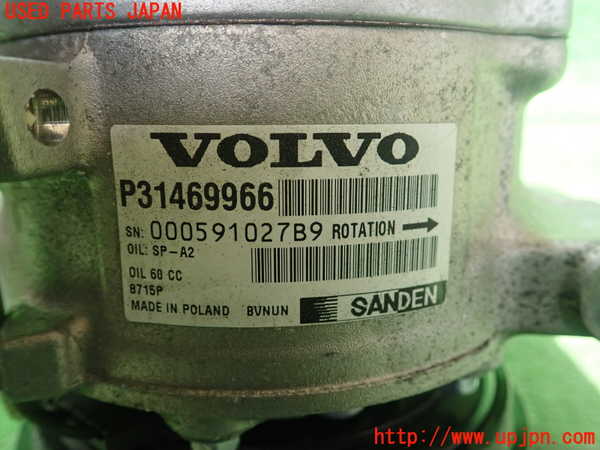 USED PARTS JAPAN
VOLVO
P31469966
SN: 000591027B9 ROTATION →
OIL: SP-A2
OIL 60 CC
8715P
MADE IN POLAND BVNUN SANDEN
http://www.upjpn.com/